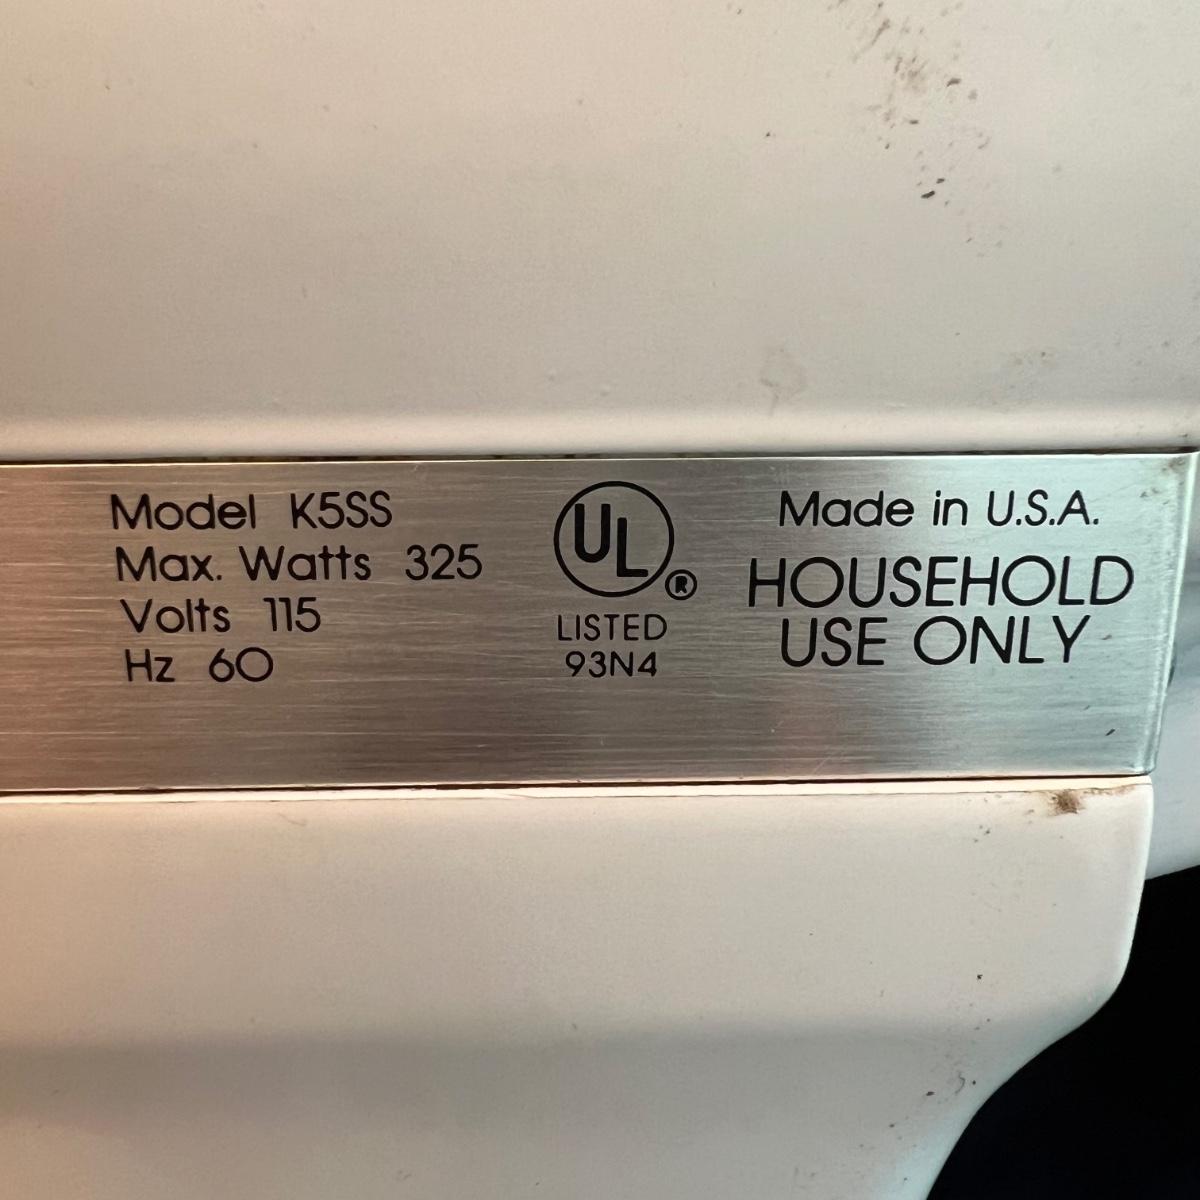 Model K5SS
Max. Watts 325
Volts 115
Hz 60
UL ®
LISTED
93N4
Made in U.S.A.
HOUSEHOLD
USE ONLY